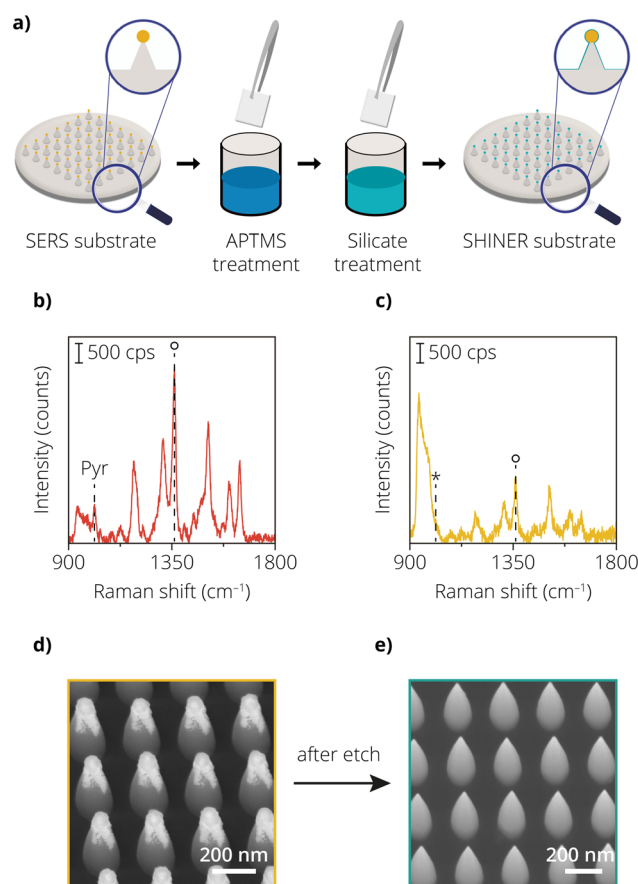 a)
SERS substrate
APTMS
treatment
Silicate
treatment
SHINER substrate
b)
c)
500 cps
500 cps
Pyr
*
Intensity (counts)
Intensity (counts)
900
1350
1800
900
1350
1800
Raman shift (cm⁻¹)
Raman shift (cm⁻¹)
d)
e)
after etch
200 nm
200 nm